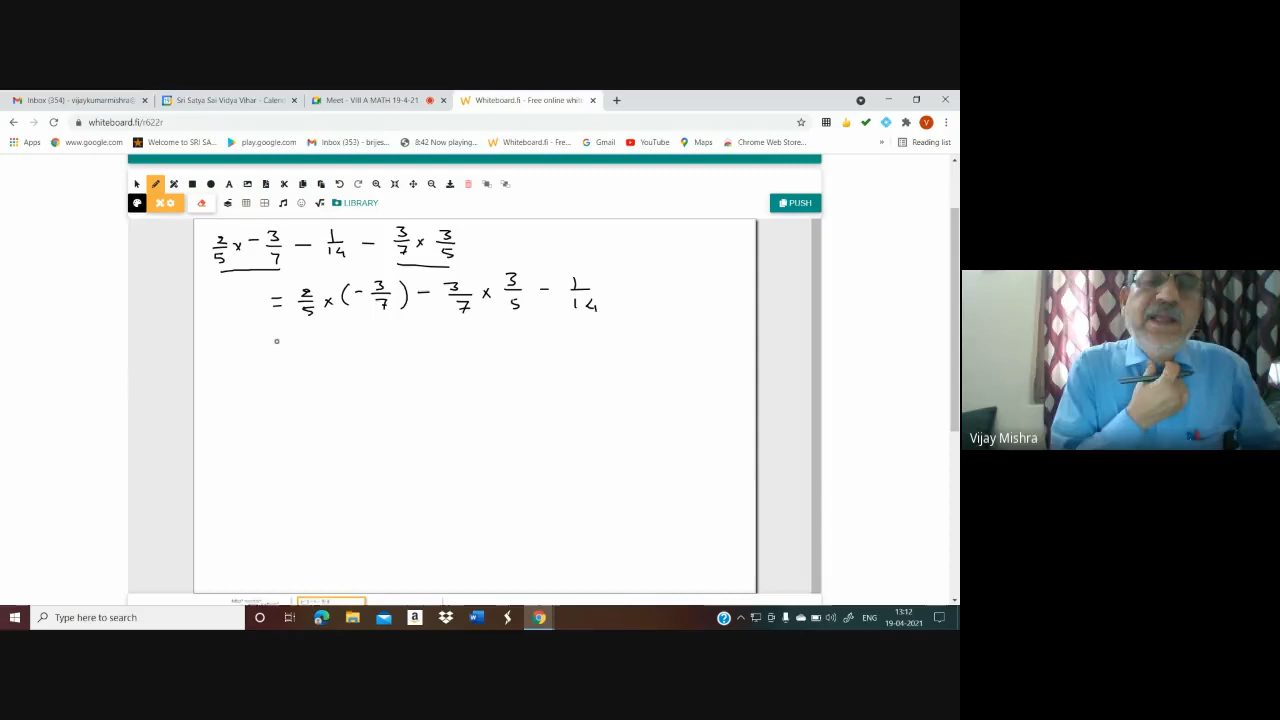 Inbox (354) - vijaykumarmishra@
Sri Satya Sai Vidya Vihar - Calen
Meet - VIII A MATH 19-4-21
Whiteboard.fi - Free online white
whiteboard.fi/r622r
Apps
www.google.com
Welcome to SRI SA...
play.google.com
Inbox (353) - brijes...
8:42 Now playing...
Whiteboard.fi - Fre...
Gmail
YouTube
Maps
Chrome Web Store...
»
Reading list
V
LIBRARY
PUSH
2/5 x - 3/7 - 1/14 - 3/7 x 3/5
= 2/5 x (- 3/7) - 3/7 x 3/5 - 1/14
Vijay Mishra
Type here to search
ENG
13:12
19-04-2021